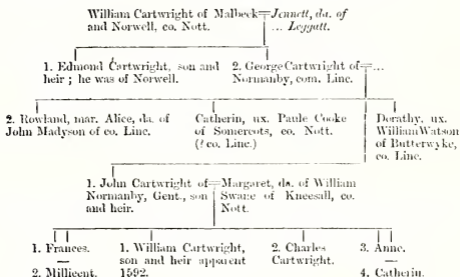 William Cartwright of Malbeck=Jennett, da. of
and Norwell, co. Nott. ... Leggatt.
1. Edmond Cartwright, son and
heir ; he was of Norwell.
2. George Cartwright of=...
Normanby, com. Linc.
2. Rowland, mar. Alice, da. of
John Madyson of co. Linc.
Catherin, ux. Paule Cooke
of Somercots, co. Nott.
(? co. Linc.)
Dorathy, ux.
William Watson
of Butterwyke,
co. Linc.
1. John Cartwright of=Margaret, da. of William
Normanby, Gent., son Swane of Kneesall, co.
and heir. Nott.
1. Frances.
—
2. Millicent.
1. William Cartwright,
son and heir apparent
1592.
2. Charles
Cartwright.
3. Anne.
—
4. Catherin.